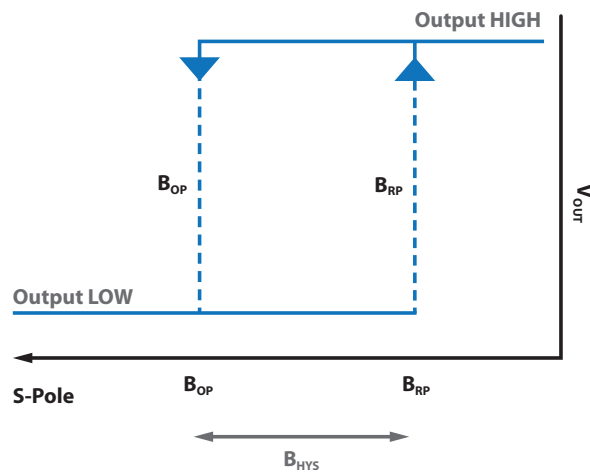 Output HIGH
B_OP
B_RP
V_OUT
Output LOW
S-Pole
B_OP
B_RP
B_HYS